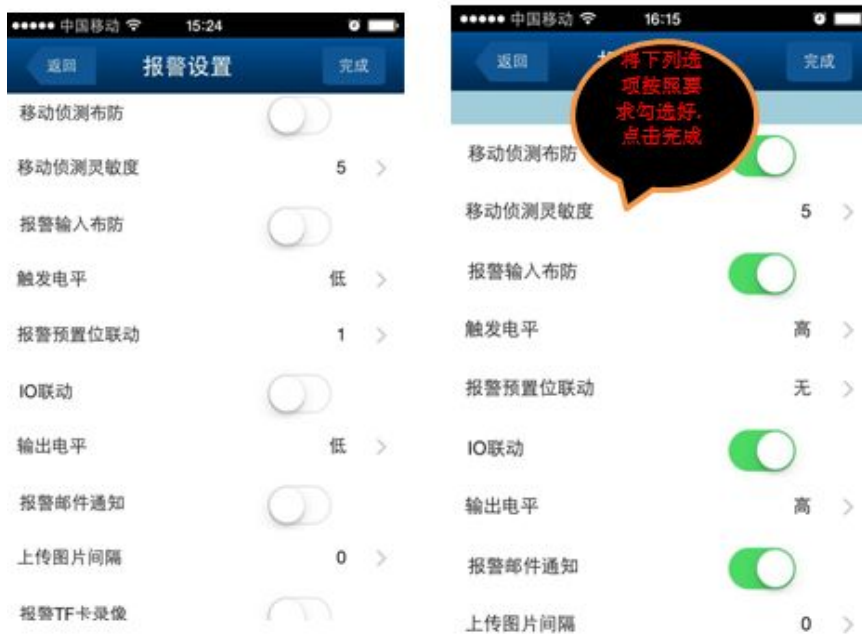 中国移动 15:24
返回 报警设置 完成
移动侦测布防
移动侦测灵敏度 5
报警输入布防
触发电平 低
报警预置位联动 1
IO联动
输出电平 低
报警邮件通知
上传图片间隔 0
报警TF卡录像
中国移动 16:15
返回 完成
将下列选
项按照要
求勾选好.
点击完成
移动侦测布防
移动侦测灵敏度 5
报警输入布防
触发电平 高
报警预置位联动 无
IO联动
输出电平 高
报警邮件通知
上传图片间隔 0